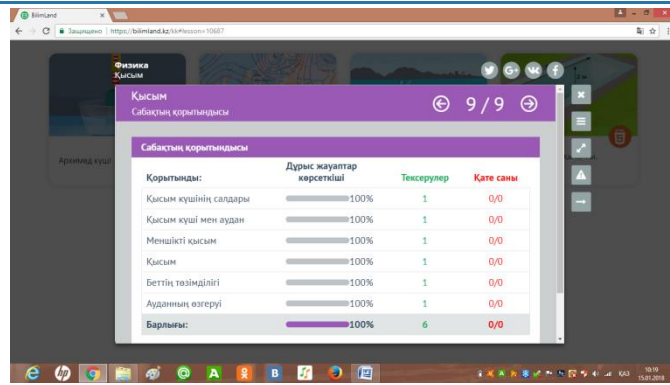 BilimLand
Защищено https://bilimland.kz/kk#lesson=10687
Физика
Қысым
Қысым
Сабақтың қорытындысы
9 / 9
Архимед күші
Сабақтың қорытындысы
Қорытынды: Дұрыс жауаптар көрсеткіші Тексерулер Қате саны
Қысым күшінің салдары 100% 1 0/0
Қысым күші мен аудан 100% 1 0/0
Меншікті қысым 100% 1 0/0
Қысым 100% 1 0/0
Беттің төзімділігі 100% 1 0/0
Ауданның өзгеруі 100% 1 0/0
Барлығы: 100% 6 0/0
ҚАЗ 10:19
15.01.2018